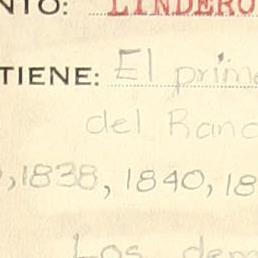 NTO: LINDERO
TIENE: El prime
del Ranc
,1838, 1840, 18
Los dem